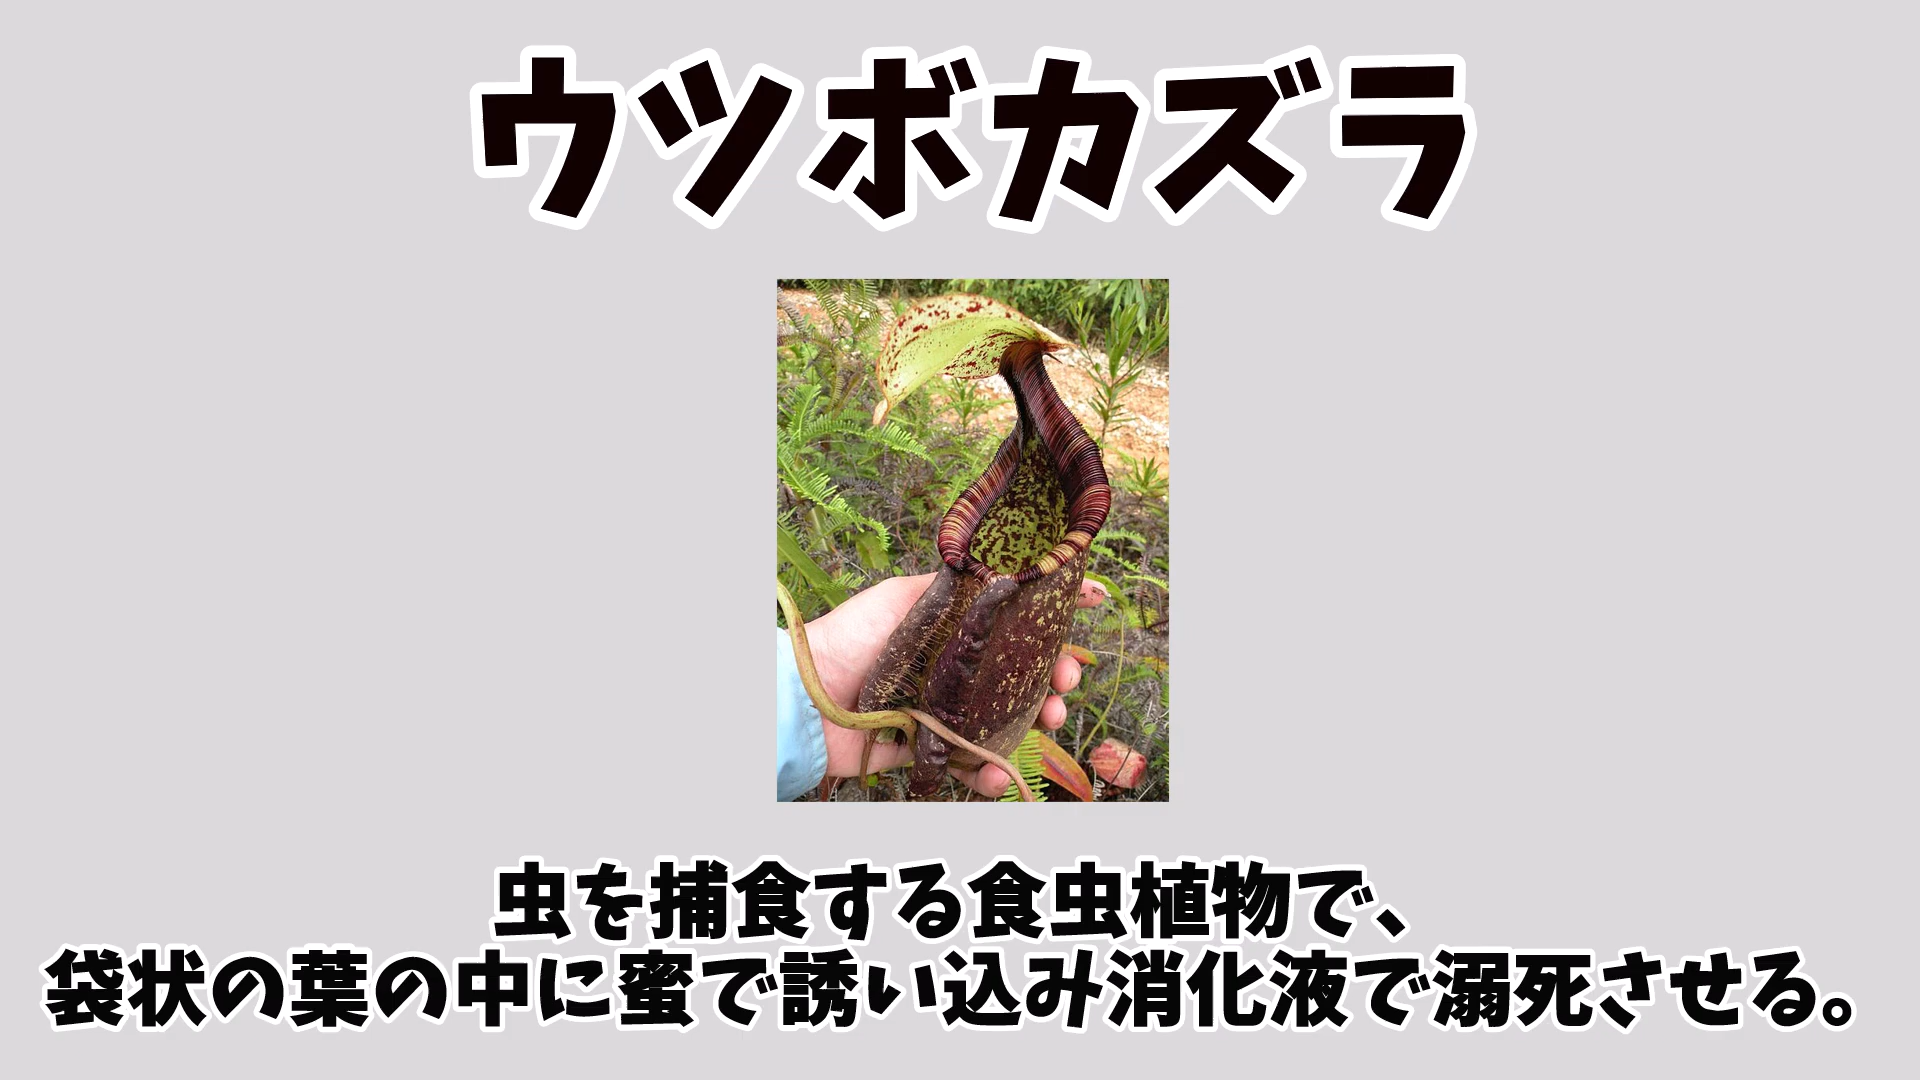 ウツボカズラ
虫を捕食する食虫植物で、
袋状の葉の中に蜜で誘い込み消化液で溺死させる。